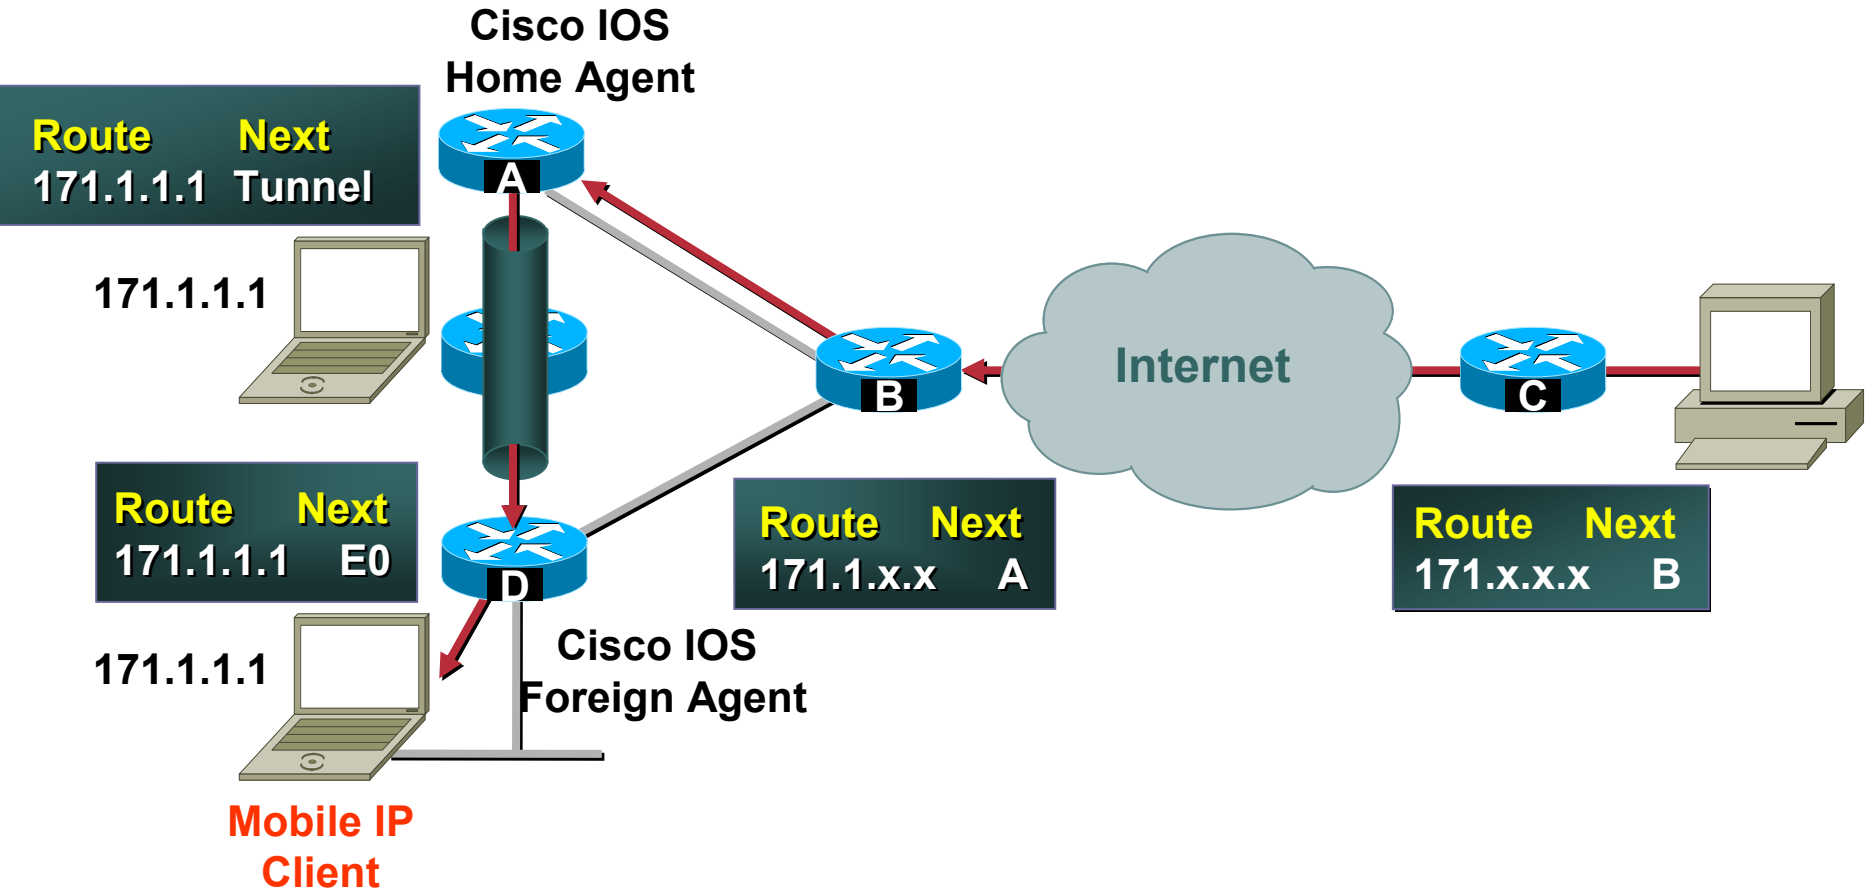 Cisco IOS
Home Agent
Route Next
171.1.1.1 Tunnel
A
171.1.1.1
Internet
B
C
Route Next
171.1.1.1 E0
Route Next
171.1.x.x A
Route Next
171.x.x.x B
D
171.1.1.1
Cisco IOS
Foreign Agent
Mobile IP
Client